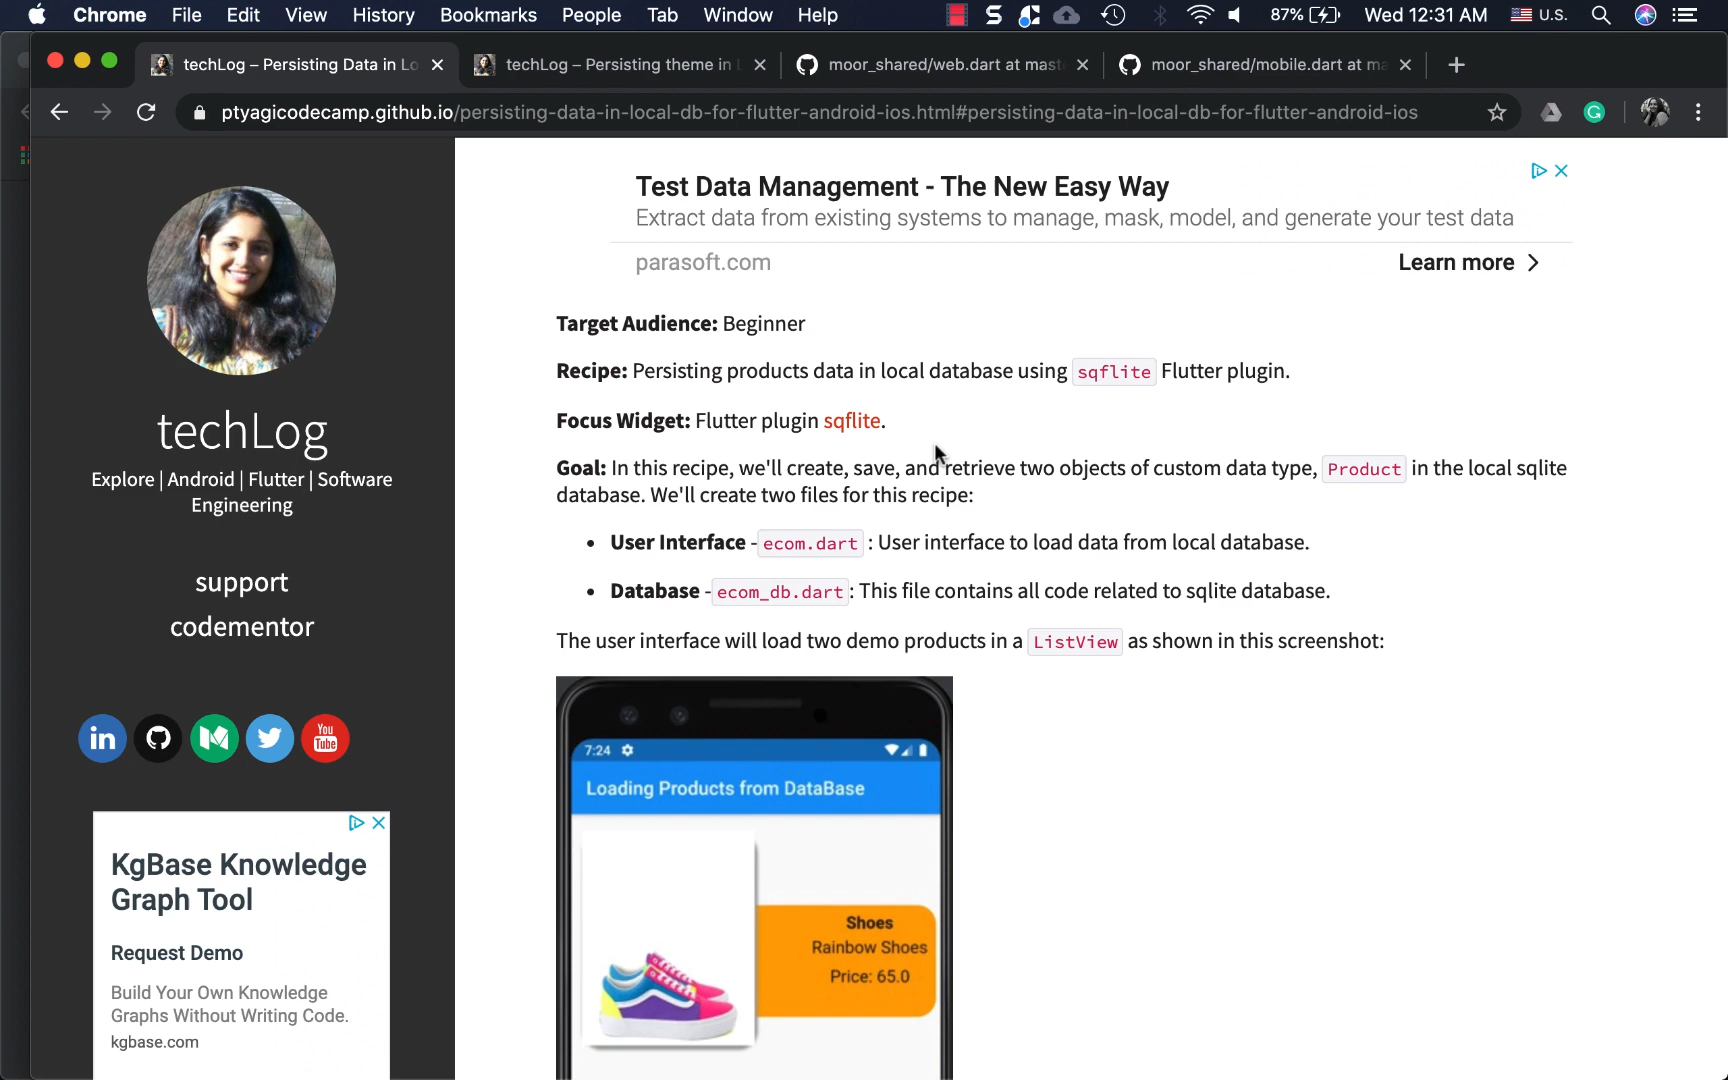 Chrome File Edit View History Bookmarks People Tab Window Help 87% Wed 12:31 AM U.S.
techLog – Persisting Data in Lo techLog – Persisting theme in moor_shared/web.dart at mast moor_shared/mobile.dart at ma
ptyagicodecamp.github.io/persisting-data-in-local-db-for-flutter-android-ios.html#persisting-data-in-local-db-for-flutter-android-ios
techLog
Explore | Android | Flutter | Software
Engineering
support
codementor
in
You
Tube
KgBase Knowledge
Graph Tool
Request Demo
Build Your Own Knowledge
Graphs Without Writing Code.
kgbase.com
Test Data Management - The New Easy Way
Extract data from existing systems to manage, mask, model, and generate your test data
parasoft.com Learn more
Target Audience: Beginner
Recipe: Persisting products data in local database using sqflite Flutter plugin.
Focus Widget: Flutter plugin sqflite.
Goal: In this recipe, we'll create, save, and retrieve two objects of custom data type, Product in the local sqlite
database. We'll create two files for this recipe:
• User Interface - ecom.dart : User interface to load data from local database.
• Database - ecom_db.dart : This file contains all code related to sqlite database.
The user interface will load two demo products in a ListView as shown in this screenshot:
7:24
Loading Products from DataBase
Shoes
Rainbow Shoes
Price: 65.0